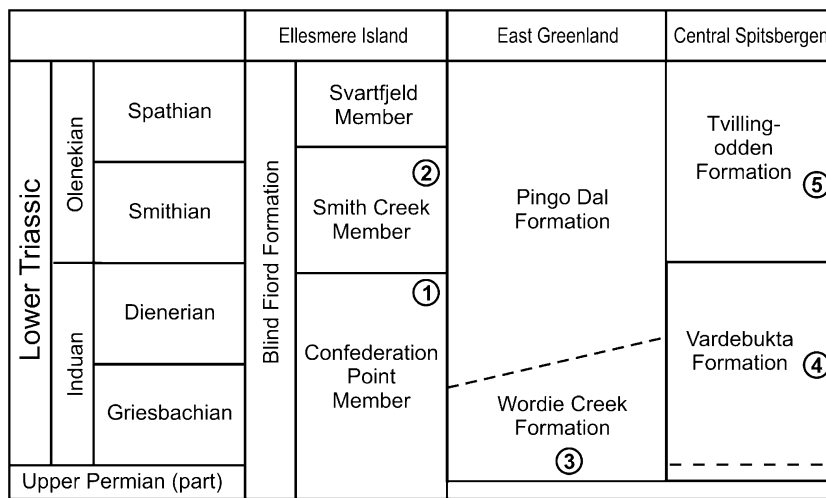 Ellesmere Island
East Greenland
Central Spitsbergen
Lower Triassic
Olenekian
Induan
Spathian
Smithian
Dienerian
Griesbachian
Upper Permian (part)
Blind Fiord Formation
Svartfjeld
Member
2
Smith Creek
Member
1
Confederation
Point
Member
Pingo Dal
Formation
Wordie Creek
Formation
3
Tvilling-
odden
Formation
5
Vardebukta
Formation
4